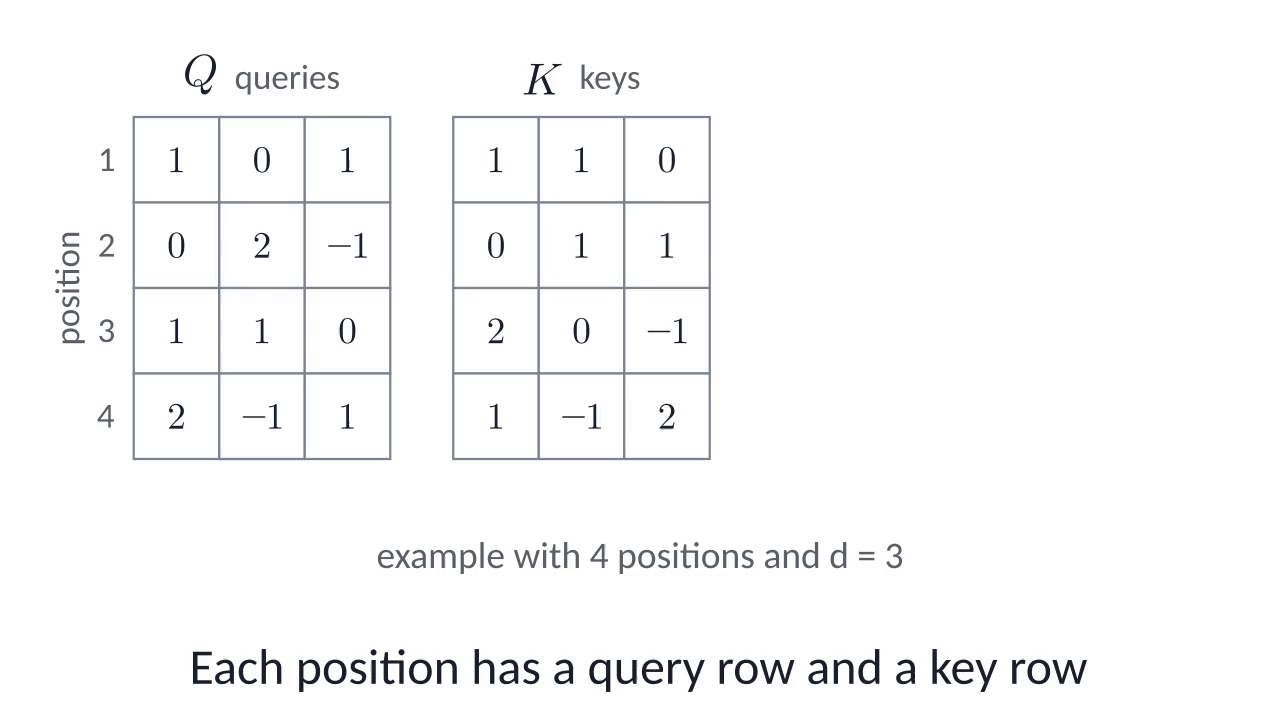 Q queries K keys
1 1 0 1 1 1 0
2 0 2 −1 0 1 1
position
3 1 1 0 2 0 −1
4 2 −1 1 1 −1 2
example with 4 positions and d = 3
Each position has a query row and a key row